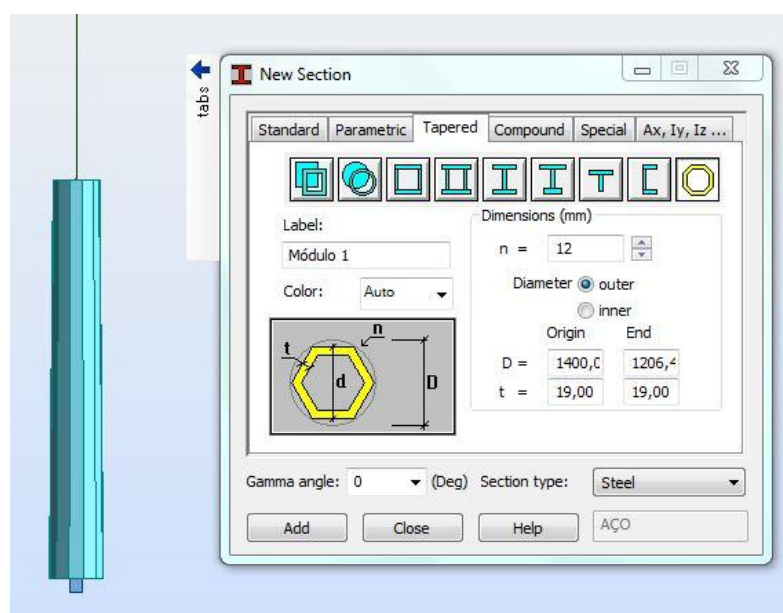 tabs
New Section
Standard Parametric Tapered Compound Special Ax, Iy, Iz ...
Label:
Módulo 1
Color: Auto
Dimensions (mm)
n = 12
Diameter outer
inner
Origin End
D = 1400,0 1206,4
t = 19,00 19,00
t n d D
Gamma angle: 0 (Deg) Section type: Steel
Add Close Help AÇO